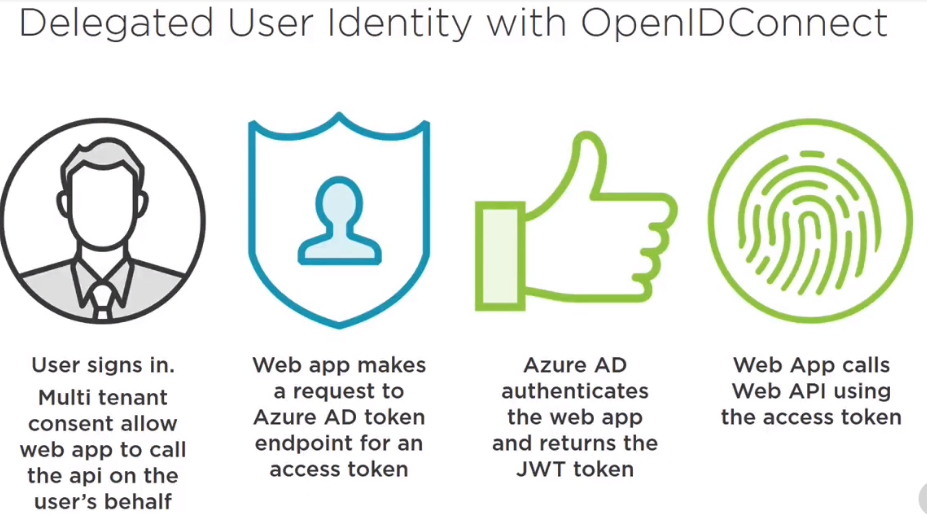 Delegated User Identity with OpenIDConnect
User signs in.
Multi tenant
consent allow
web app to call
the api on the
user's behalf
Web app makes
a request to
Azure AD token
endpoint for an
access token
Azure AD
authenticates
the web app
and returns the
JWT token
Web App calls
Web API using
the access token